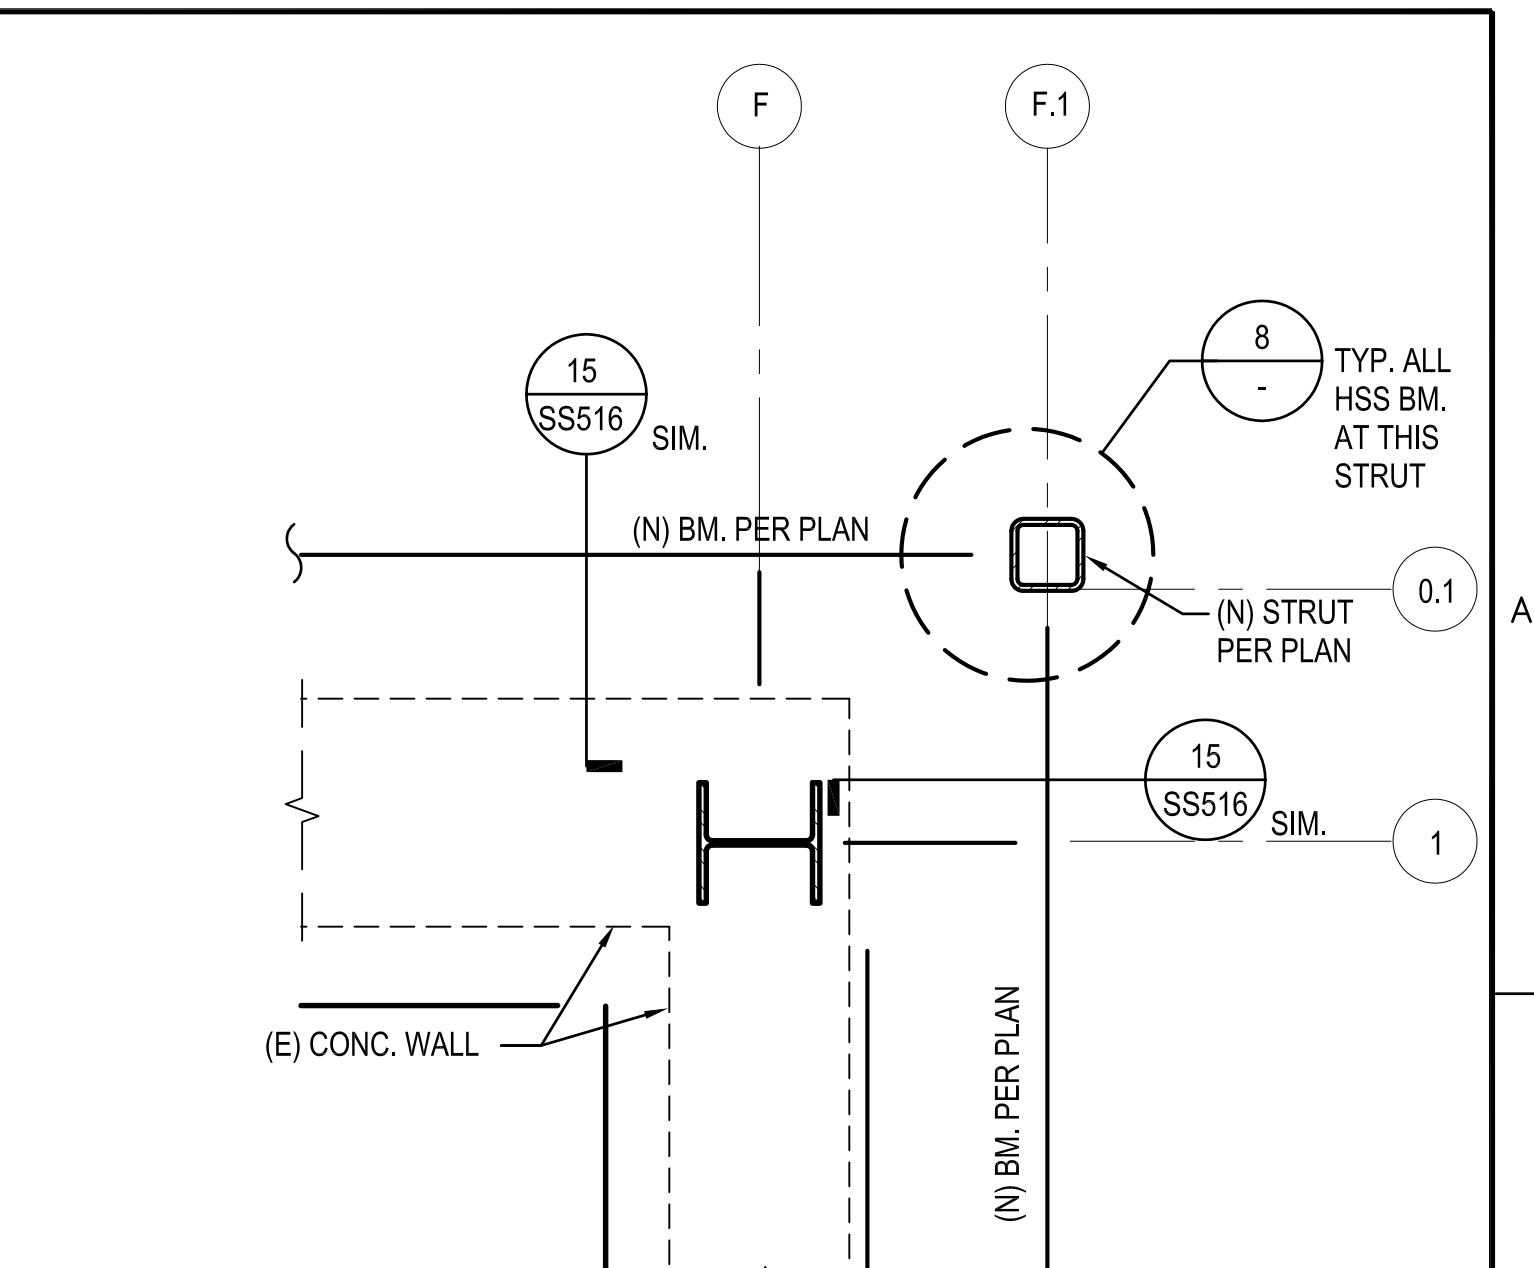 F
F.1
8
-
TYP. ALL
HSS BM.
AT THIS
STRUT
15
SS516
SIM.
(N) BM. PER PLAN
0.1
(N) STRUT
PER PLAN
A
15
SS516
SIM.
1
(E) CONC. WALL
(N) BM. PER PLAN